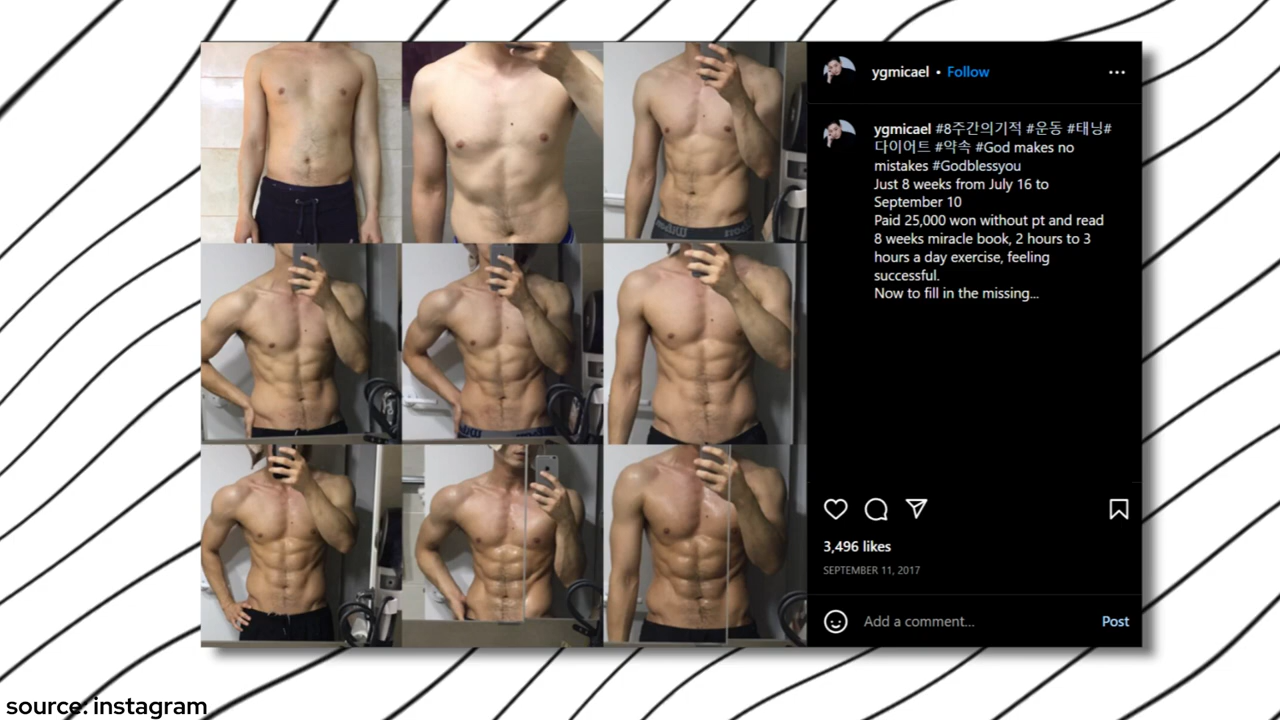 ygmicael • Follow
ygmicael #8주간의기적 #운동 #태닝#
다이어트 #약속 #God makes no
mistakes #Godblessyou
Just 8 weeks from July 16 to
September 10
Paid 25,000 won without pt and read
8 weeks miracle book, 2 hours to 3
hours a day exercise, feeling
successful.
Now to fill in the missing...
3,496 likes
SEPTEMBER 11, 2017
Add a comment...
Post
source: instagram